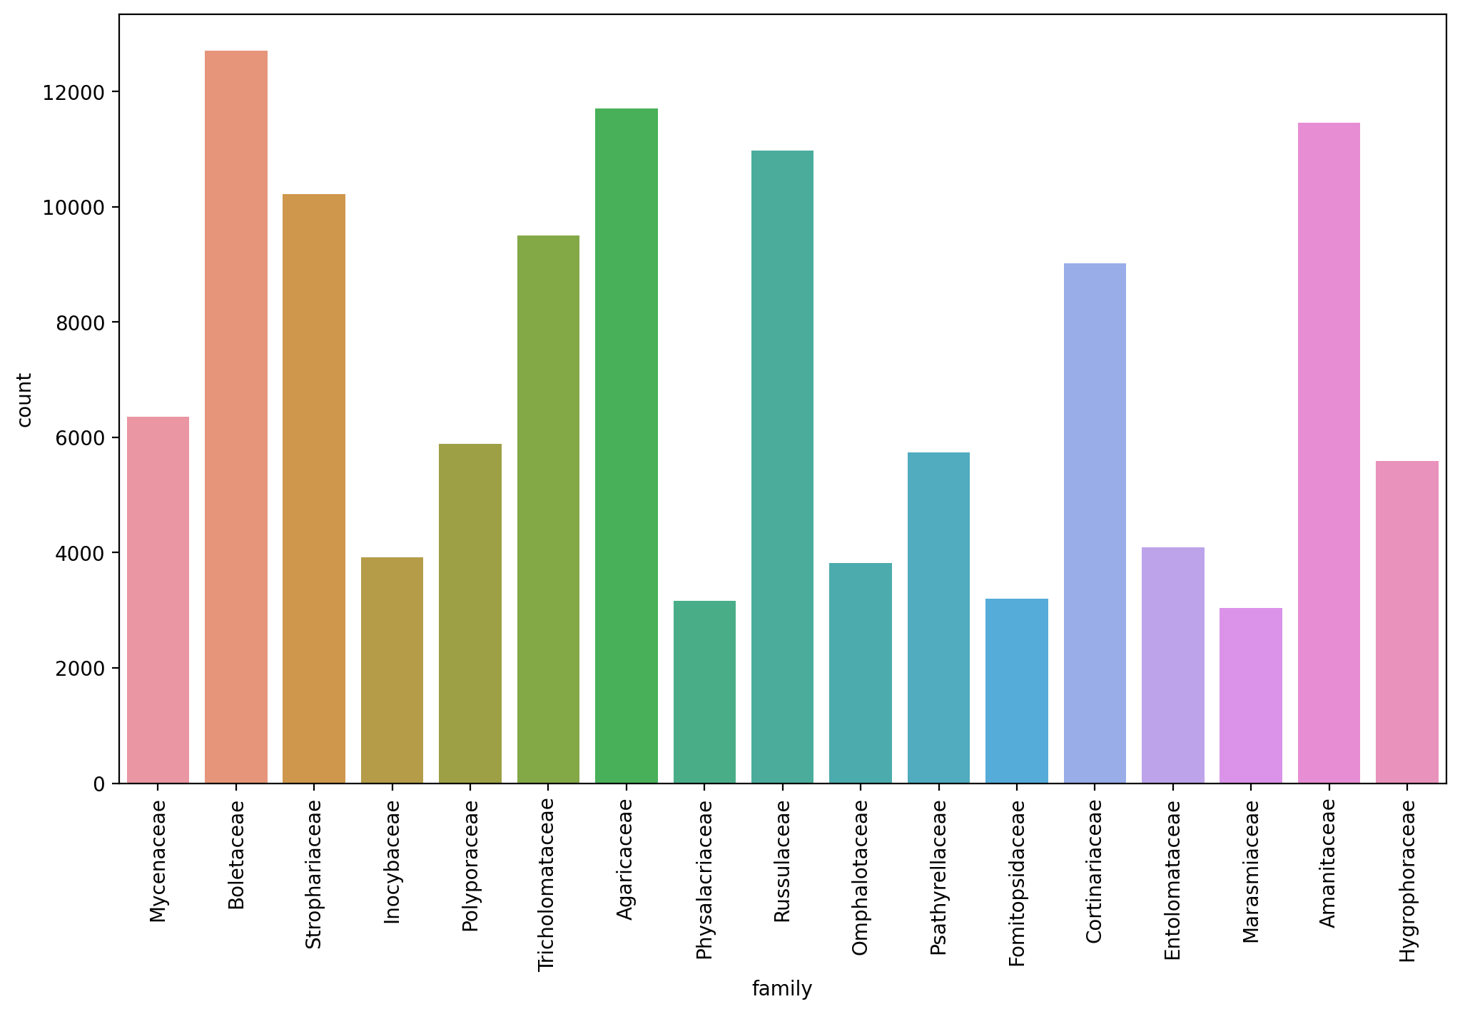 12000
10000
8000
6000
4000
2000
0
count
Mycenaceae
Boletaceae
Strophariaceae
Inocybaceae
Polyporaceae
Tricholomataceae
Agaricaceae
Physalacriaceae
Russulaceae
Omphalotaceae
Psathyrellaceae
Fomitopsidaceae
Cortinariaceae
Entolomataceae
Marasmiaceae
Amanitaceae
Hygrophoraceae
family